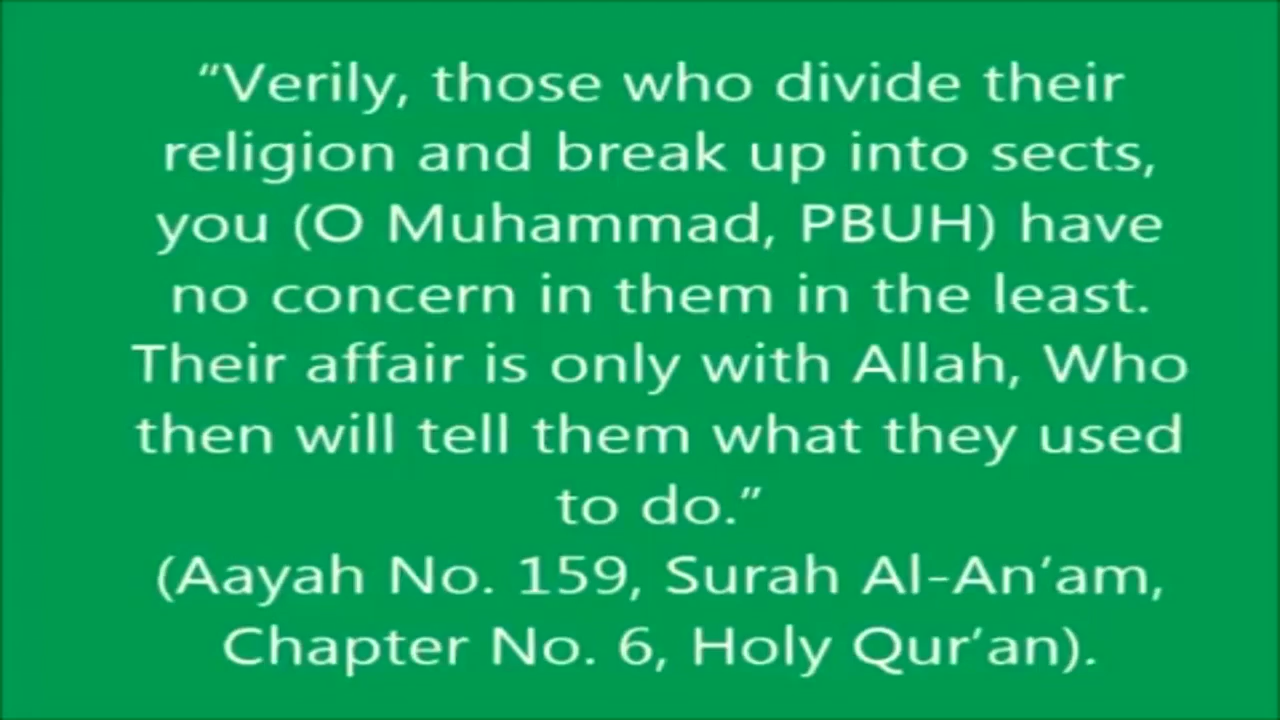 “Verily, those who divide their
religion and break up into sects,
you (O Muhammad, PBUH) have
no concern in them in the least.
Their affair is only with Allah, Who
then will tell them what they used
to do.”
(Aayah No. 159, Surah Al-An’am,
Chapter No. 6, Holy Qur’an).